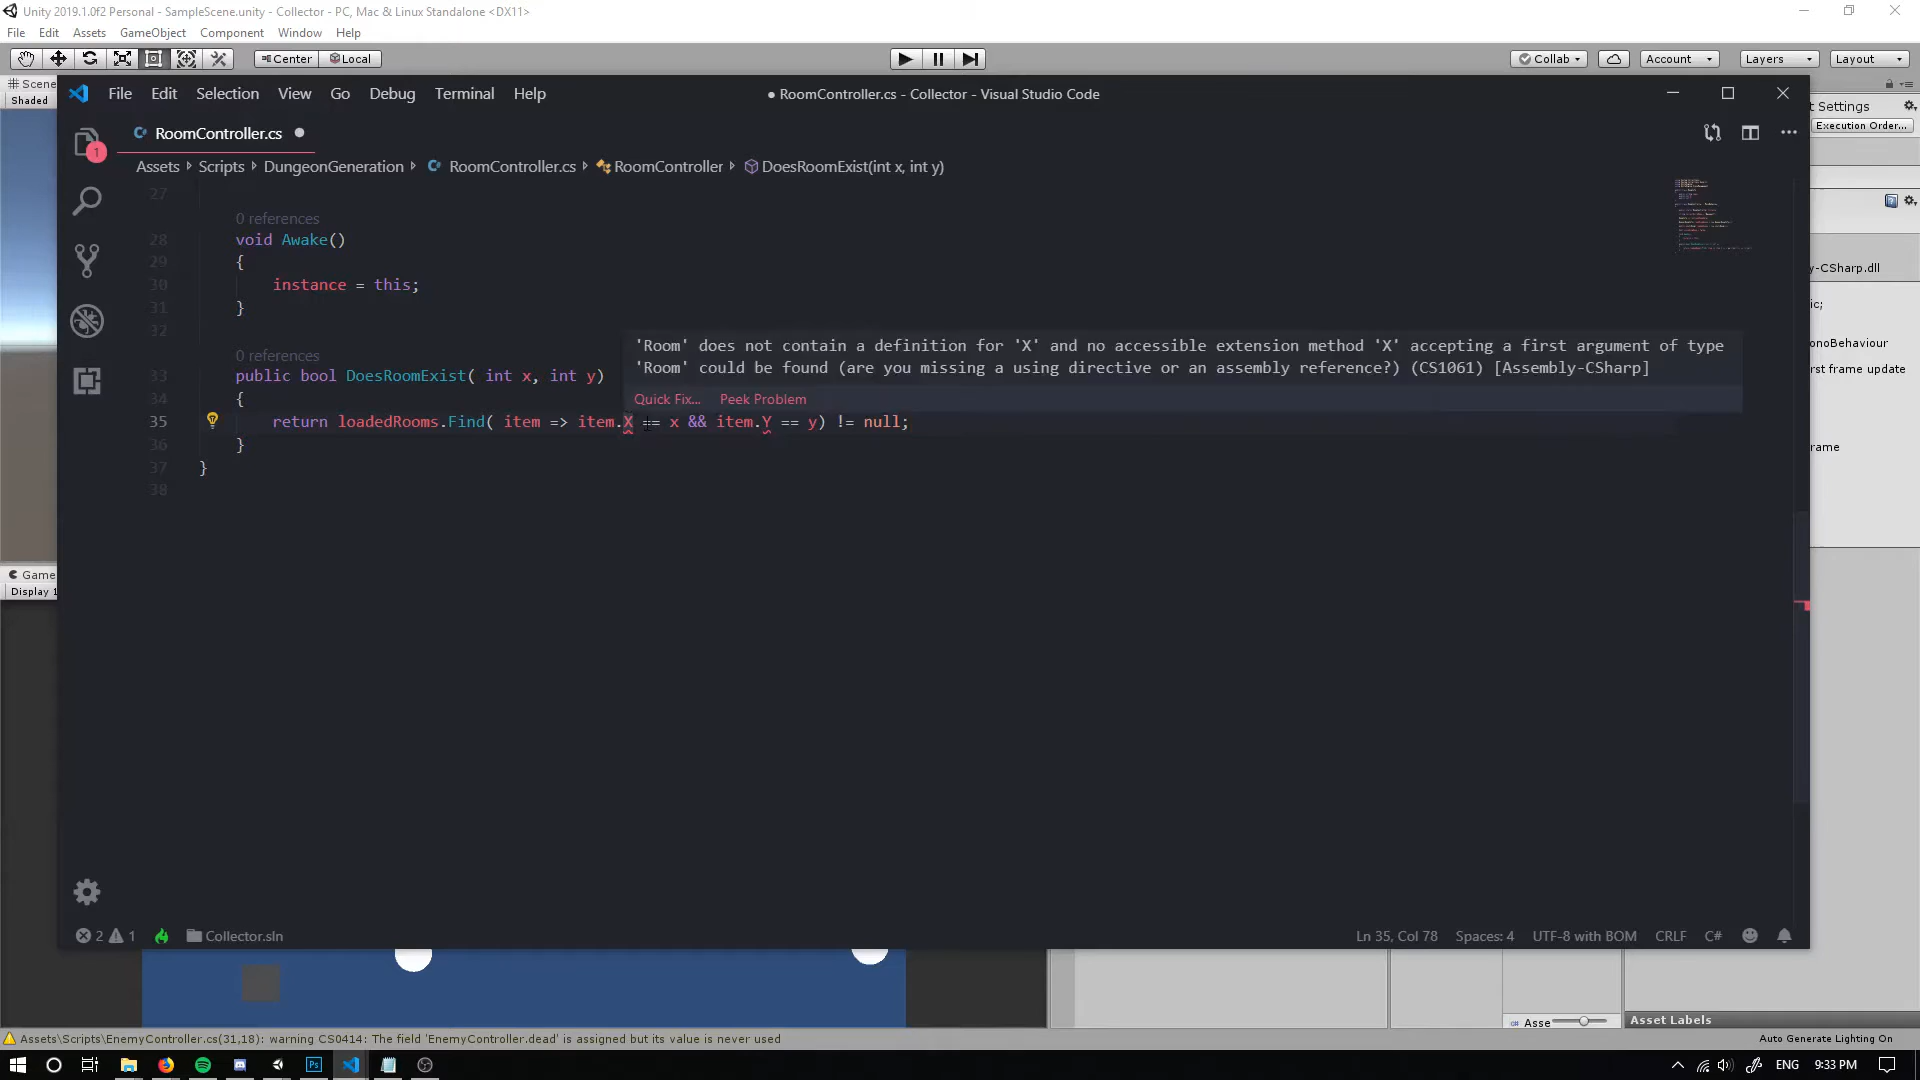 Unity 2019.1.0f2 Personal - SampleScene.unity - Collector - PC, Mac & Linux Standalone <DX11>
File Edit Assets GameObject Component Window Help
Center Local Collab Account Layers Layout
Scene
Shaded
File Edit Selection View Go Debug Terminal Help
● RoomController.cs - Collector - Visual Studio Code
t Settings
Execution Order...
1
RoomController.cs
Assets > Scripts > DungeonGeneration > RoomController.cs > RoomController > DoesRoomExist(int x, int y)
27
0 references
28 void Awake()
29 {
30 instance = this;
31 }
32
0 references
33 public bool DoesRoomExist( int x, int y)
34 {
35 return loadedRooms.Find( item => item.X == x && item.Y == y) != null;
36 }
37 }
38
'Room' does not contain a definition for 'X' and no accessible extension method 'X' accepting a first argument of type
'Room' could be found (are you missing a using directive or an assembly reference?) (CS1061) [Assembly-CSharp]
Quick Fix... Peek Problem
y-CSharp.dll
ic;
onoBehaviour
rst frame update
rame
Game
Display 1
2 1 Collector.sln
Ln 35, Col 78 Spaces: 4 UTF-8 with BOM CRLF C#
Asse
Asset Labels
Assets\Scripts\EnemyController.cs(31,18): warning CS0414: The field 'EnemyController.dead' is assigned but its value is never used
Auto Generate Lighting On
Ps
ENG 9:33 PM